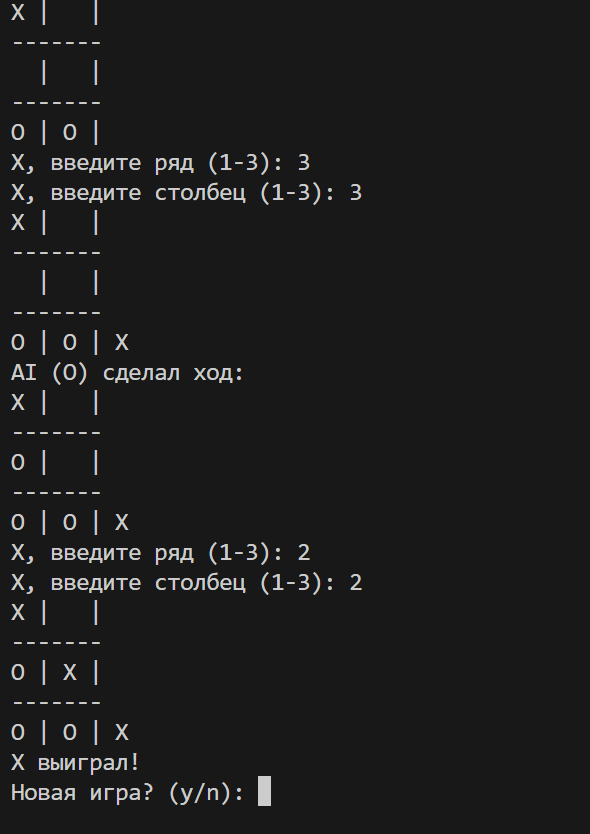 X |   |
-------
  |   |
-------
O | O |
X, введите ряд (1-3): 3
X, введите столбец (1-3): 3
X |   |
-------
  |   |
-------
O | O | X
AI (O) сделал ход:
X |   |
-------
O |   |
-------
O | O | X
X, введите ряд (1-3): 2
X, введите столбец (1-3): 2
X |   |
-------
O | X |
-------
O | O | X
X выиграл!
Новая игра? (y/n):